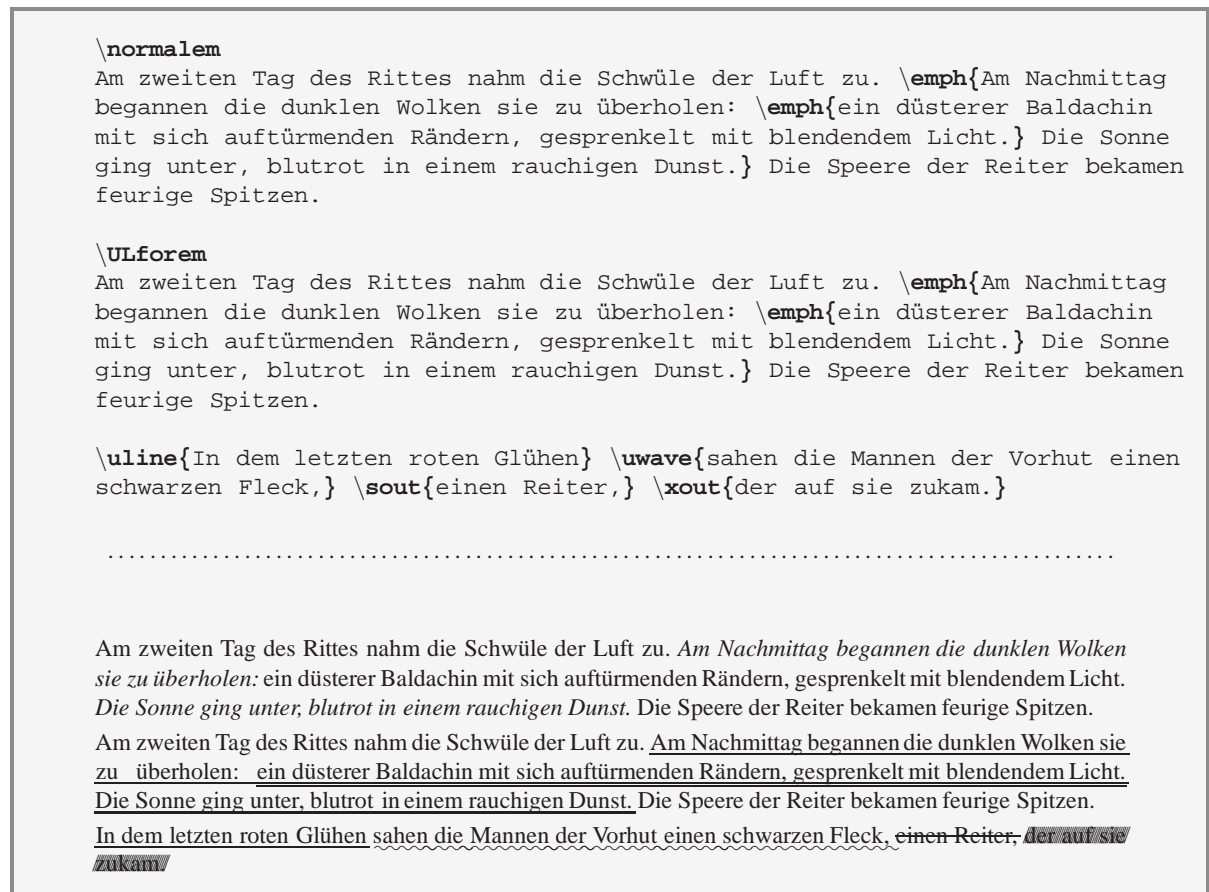 \normalem
Am zweiten Tag des Rittes nahm die Schwüle der Luft zu. \emph{Am Nachmittag
begannen die dunklen Wolken sie zu überholen: \emph{ein düsterer Baldachin
mit sich auftürmenden Rändern, gesprenkelt mit blendendem Licht.} Die Sonne
ging unter, blutrot in einem rauchigen Dunst.} Die Speere der Reiter bekamen
feurige Spitzen.
\ULforem
Am zweiten Tag des Rittes nahm die Schwüle der Luft zu. \emph{Am Nachmittag
begannen die dunklen Wolken sie zu überholen: \emph{ein düsterer Baldachin
mit sich auftürmenden Rändern, gesprenkelt mit blendendem Licht.} Die Sonne
ging unter, blutrot in einem rauchigen Dunst.} Die Speere der Reiter bekamen
feurige Spitzen.
\uline{In dem letzten roten Glühen} \uwave{sahen die Mannen der Vorhut einen
schwarzen Fleck,} \sout{einen Reiter,} \xout{der auf sie zukam.}
Am zweiten Tag des Rittes nahm die Schwüle der Luft zu. Am Nachmittag begannen die dunklen Wolken
sie zu überholen: ein düsterer Baldachin mit sich auftürmenden Rändern, gesprenkelt mit blendendem Licht.
Die Sonne ging unter, blutrot in einem rauchigen Dunst. Die Speere der Reiter bekamen feurige Spitzen.
Am zweiten Tag des Rittes nahm die Schwüle der Luft zu. Am Nachmittag begannen die dunklen Wolken sie
zu überholen: ein düsterer Baldachin mit sich auftürmenden Rändern, gesprenkelt mit blendendem Licht.
Die Sonne ging unter, blutrot in einem rauchigen Dunst. Die Speere der Reiter bekamen feurige Spitzen.
In dem letzten roten Glühen sahen die Mannen der Vorhut einen schwarzen Fleck, einen Reiter, der auf sie
zukam.